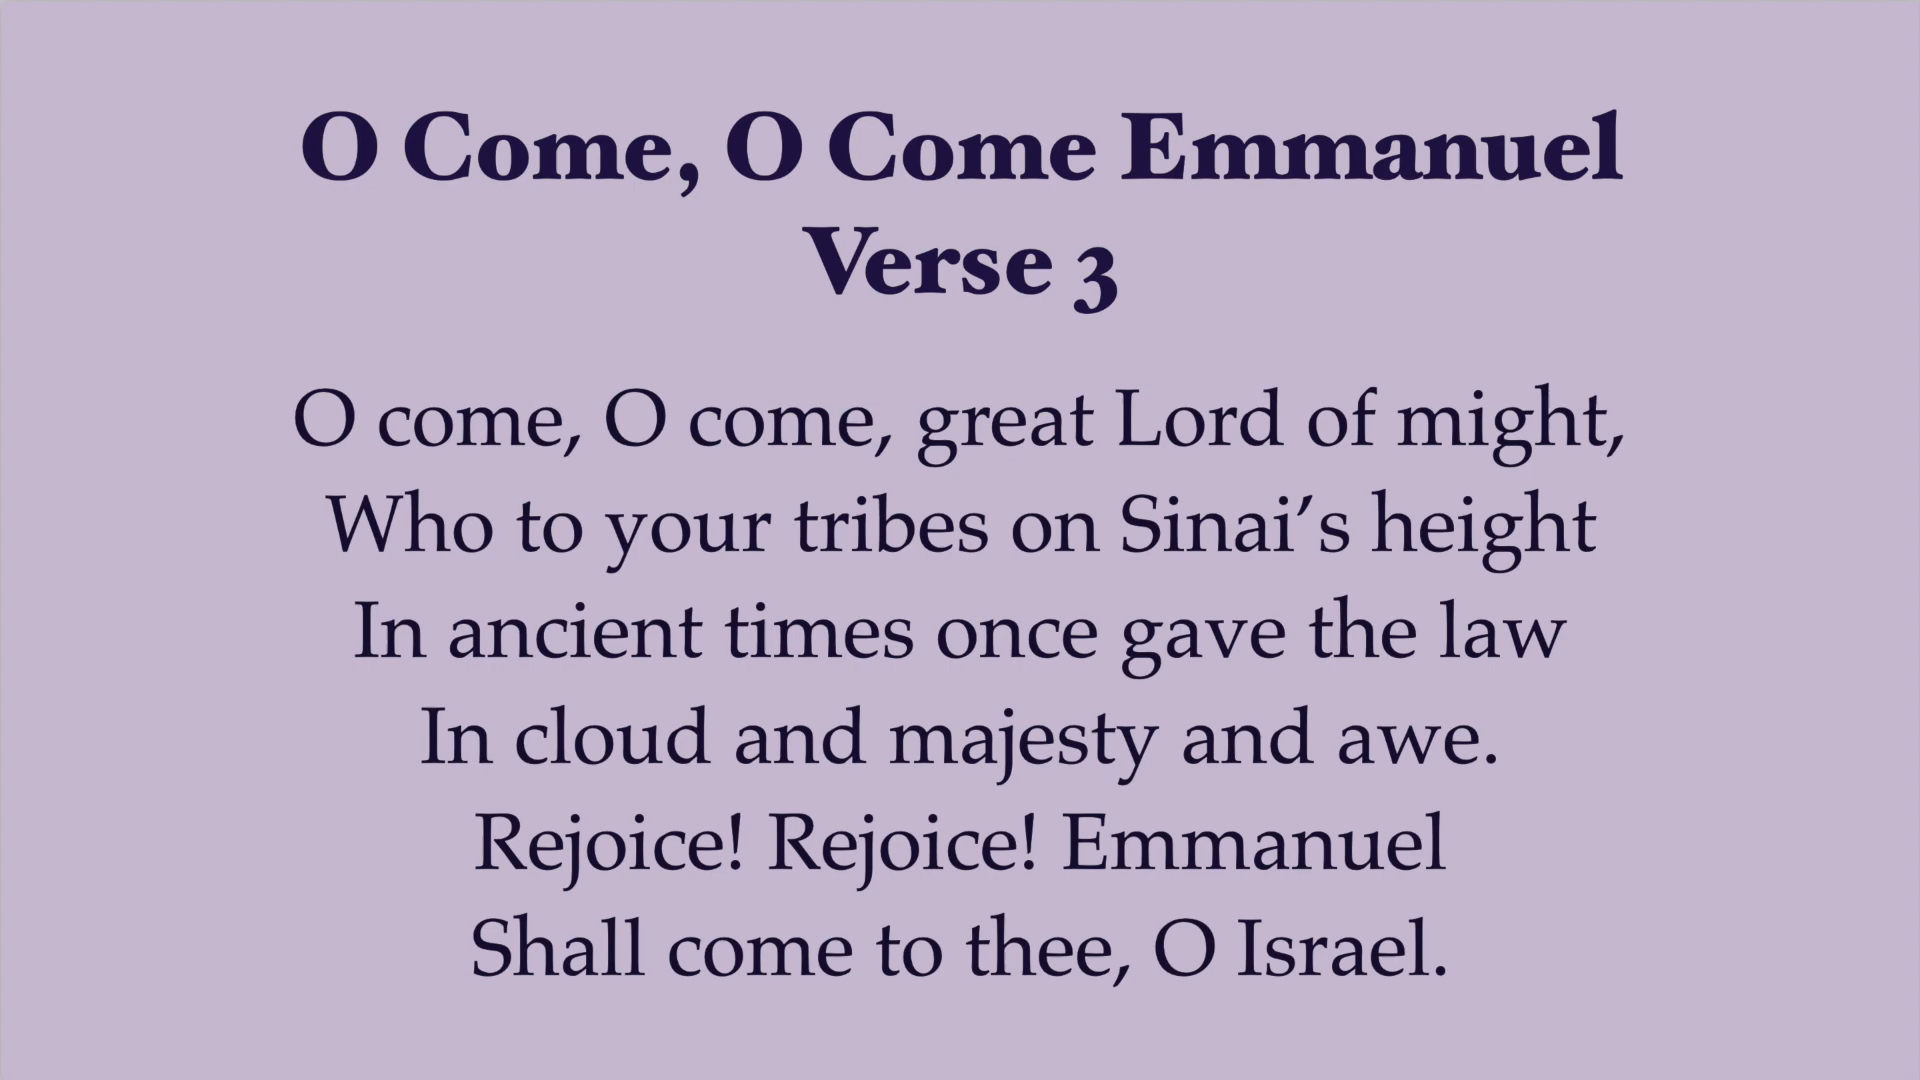 O Come, O Come Emmanuel
Verse 3
O come, O come, great Lord of might,
Who to your tribes on Sinai’s height
In ancient times once gave the law
In cloud and majesty and awe.
Rejoice! Rejoice! Emmanuel
Shall come to thee, O Israel.